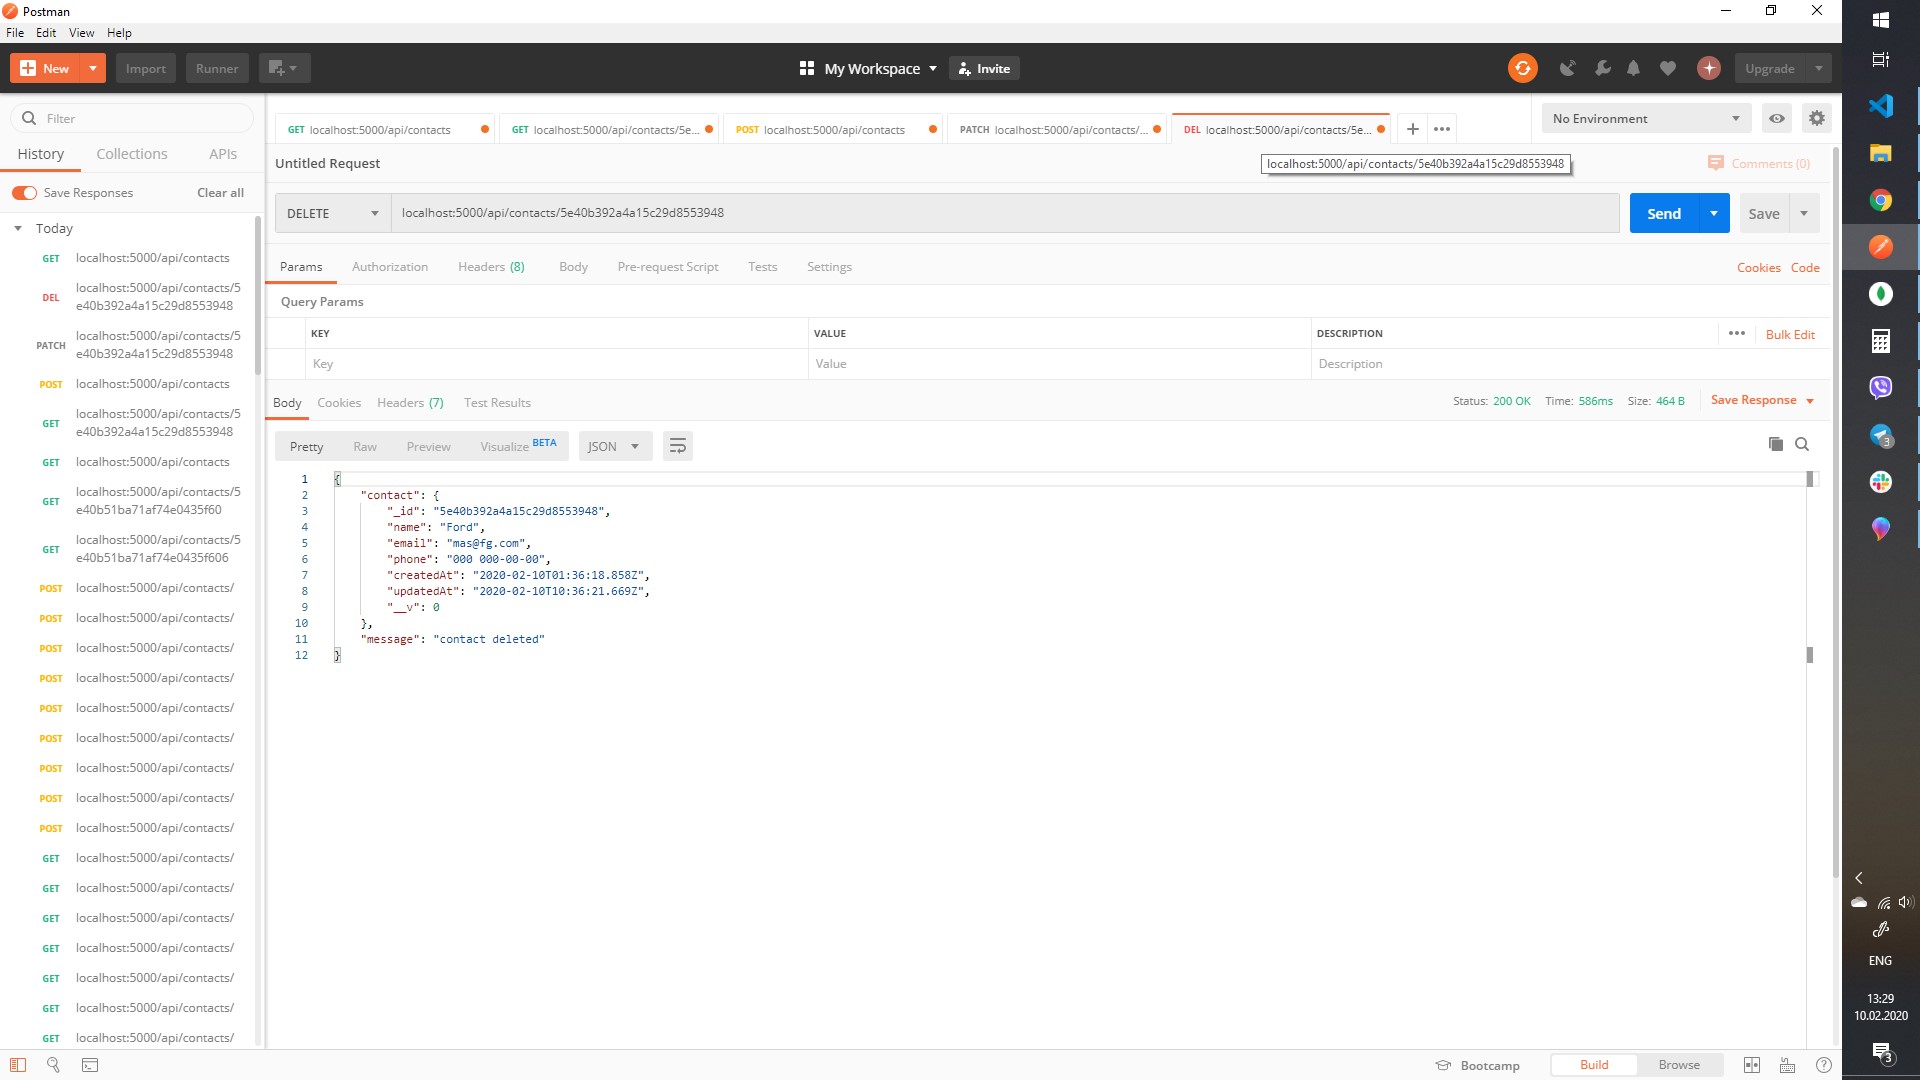 Postman
File Edit View Help
New Import Runner My Workspace Invite Upgrade
Filter
History Collections APIs
Save Responses Clear all
Today
GET localhost:5000/api/contacts
DEL localhost:5000/api/contacts/5
e40b392a4a15c29d8553948
PATCH localhost:5000/api/contacts/5
e40b392a4a15c29d8553948
POST localhost:5000/api/contacts
GET localhost:5000/api/contacts/5
e40b392a4a15c29d8553948
GET localhost:5000/api/contacts
GET localhost:5000/api/contacts/5
e40b51ba71af74e0435f60
GET localhost:5000/api/contacts/5
e40b51ba71af74e0435f606
POST localhost:5000/api/contacts/
POST localhost:5000/api/contacts/
POST localhost:5000/api/contacts/
POST localhost:5000/api/contacts/
POST localhost:5000/api/contacts/
POST localhost:5000/api/contacts/
POST localhost:5000/api/contacts/
POST localhost:5000/api/contacts/
POST localhost:5000/api/contacts/
GET localhost:5000/api/contacts/
GET localhost:5000/api/contacts/
GET localhost:5000/api/contacts/
GET localhost:5000/api/contacts/
GET localhost:5000/api/contacts/
GET localhost:5000/api/contacts/
GET localhost:5000/api/contacts/
GET localhost:5000/api/contacts GET localhost:5000/api/contacts/5e... POST localhost:5000/api/contacts PATCH localhost:5000/api/contacts/... DEL localhost:5000/api/contacts/5e... + ...
No Environment
Untitled Request
localhost:5000/api/contacts/5e40b392a4a15c29d8553948
Comments (0)
DELETE localhost:5000/api/contacts/5e40b392a4a15c29d8553948 Send Save
Params Authorization Headers (8) Body Pre-request Script Tests Settings Cookies Code
Query Params
KEY VALUE DESCRIPTION ... Bulk Edit
Key Value Description
Body Cookies Headers (7) Test Results Status: 200 OK Time: 586ms Size: 464 B Save Response
Pretty Raw Preview Visualize BETA JSON
1 {
2 "contact": {
3 "_id": "5e40b392a4a15c29d8553948",
4 "name": "Ford",
5 "email": "mas@fg.com",
6 "phone": "000 000-00-00",
7 "createdAt": "2020-02-10T01:36:18.858Z",
8 "updatedAt": "2020-02-10T10:36:21.669Z",
9 "__v": 0
10 },
11 "message": "contact deleted"
12 }
Bootcamp Build Browse
3
ENG
13:29
10.02.2020
3